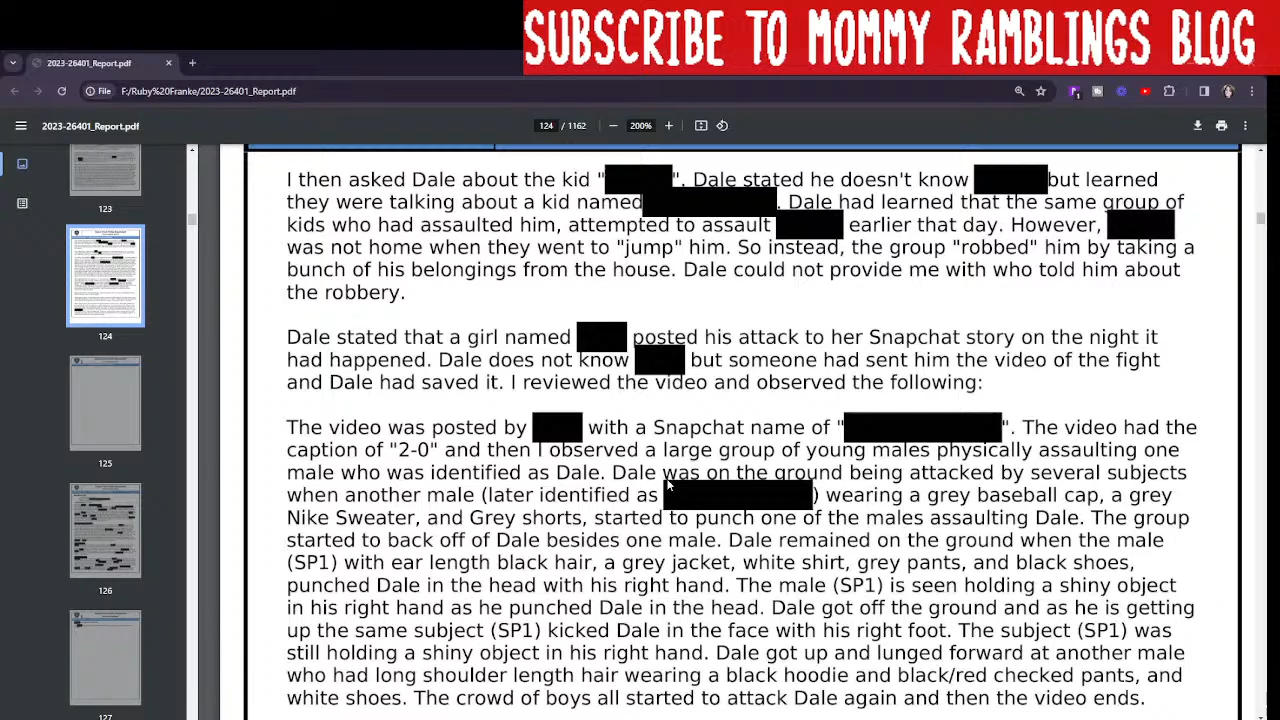 SUBSCRIBE TO MOMMY RAMBLINGS BLOG
2023-26401_Report.pdf
File F:/Ruby%20Franke/2023-26401_Report.pdf
2023-26401_Report.pdf 124 / 1162 200%
123
124
125
126
127
I then asked Dale about the kid " ". Dale stated he doesn't know but learned
they were talking about a kid named . Dale had learned that the same group of
kids who had assaulted him, attempted to assault earlier that day. However,
was not home when they went to "jump" him. So instead, the group "robbed" him by taking a
bunch of his belongings from the house. Dale could not provide me with who told him about
the robbery.
Dale stated that a girl named posted his attack to her Snapchat story on the night it
had happened. Dale does not know but someone had sent him the video of the fight
and Dale had saved it. I reviewed the video and observed the following:
The video was posted by with a Snapchat name of " ". The video had the
caption of "2-0" and then I observed a large group of young males physically assaulting one
male who was identified as Dale. Dale was on the ground being attacked by several subjects
when another male (later identified as ) wearing a grey baseball cap, a grey
Nike Sweater, and Grey shorts, started to punch one of the males assaulting Dale. The group
started to back off of Dale besides one male. Dale remained on the ground when the male
(SP1) with ear length black hair, a grey jacket, white shirt, grey pants, and black shoes,
punched Dale in the head with his right hand. The male (SP1) is seen holding a shiny object
in his right hand as he punched Dale in the head. Dale got off the ground and as he is getting
up the same subject (SP1) kicked Dale in the face with his right foot. The subject (SP1) was
still holding a shiny object in his right hand. Dale got up and lunged forward at another male
who had long shoulder length hair wearing a black hoodie and black/red checked pants, and
white shoes. The crowd of boys all started to attack Dale again and then the video ends.